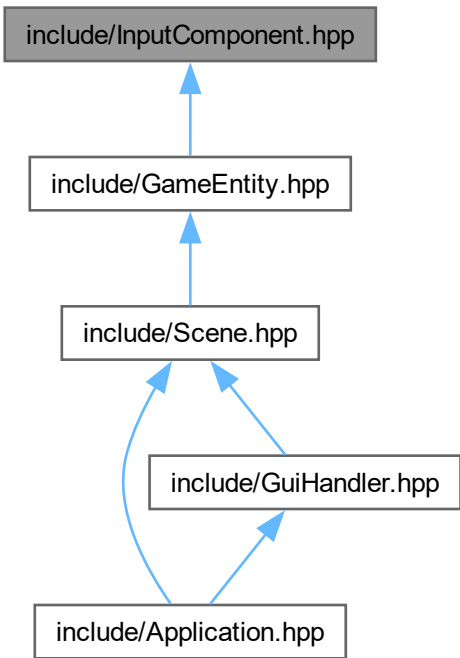 include/InputComponent.hpp
include/GameEntity.hpp
include/Scene.hpp
include/GuiHandler.hpp
include/Application.hpp